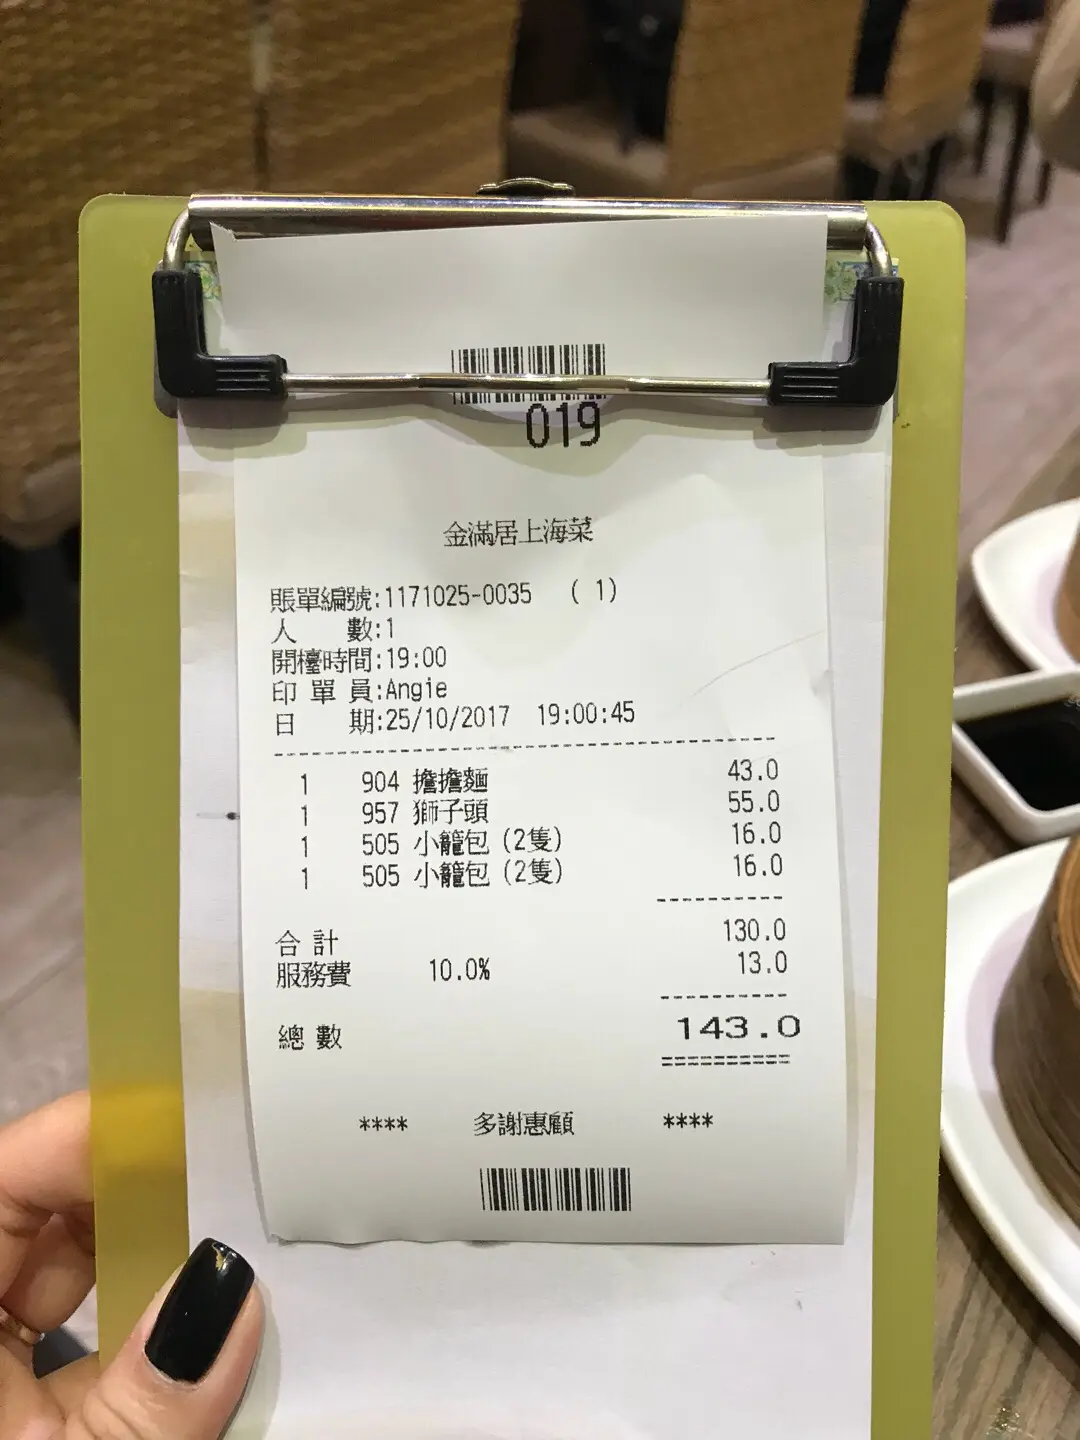 019
金滿居上海菜
賬單編號:1171025-0035 ( 1)
人 數:1
開檯時間:19:00
印 單 員:Angie
日 期:25/10/2017 19:00:45
1 904 擔擔麵 43.0
1 957 獅子頭 55.0
1 505 小籠包 (2隻) 16.0
1 505 小籠包 (2隻) 16.0
合 計 130.0
服務費 10.0% 13.0
總 數 143.0
**** 多謝惠顧 ****